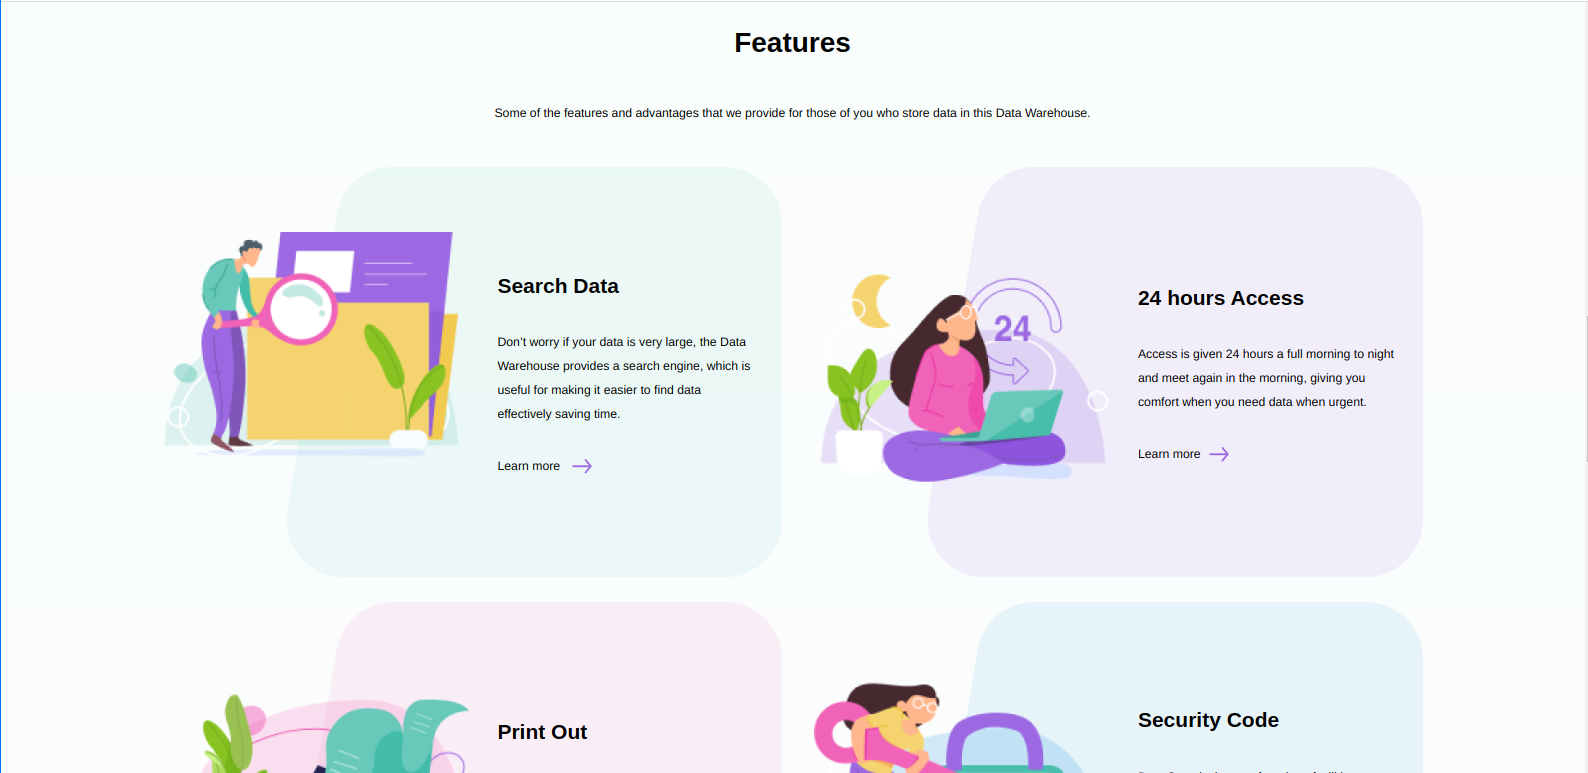 Features
Some of the features and advantages that we provide for those of you who store data in this Data Warehouse.
Search Data
Don’t worry if your data is very large, the Data
Warehouse provides a search engine, which is
useful for making it easier to find data
effectively saving time.
Learn more
24
24 hours Access
Access is given 24 hours a full morning to night
and meet again in the morning, giving you
comfort when you need data when urgent.
Learn more
Print Out
Security Code